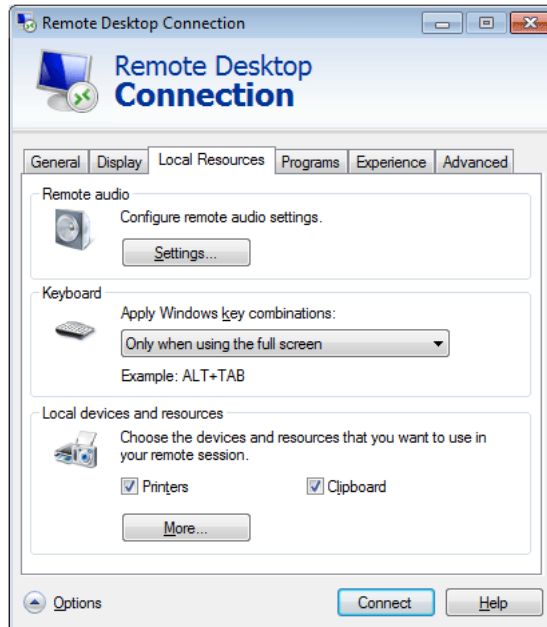 Remote Desktop Connection
Remote Desktop
Connection
General Display Local Resources Programs Experience Advanced
Remote audio
Configure remote audio settings.
Settings...
Keyboard
Apply Windows key combinations:
Only when using the full screen
Example: ALT+TAB
Local devices and resources
Choose the devices and resources that you want to use in
your remote session.
Printers Clipboard
More...
Options Connect Help